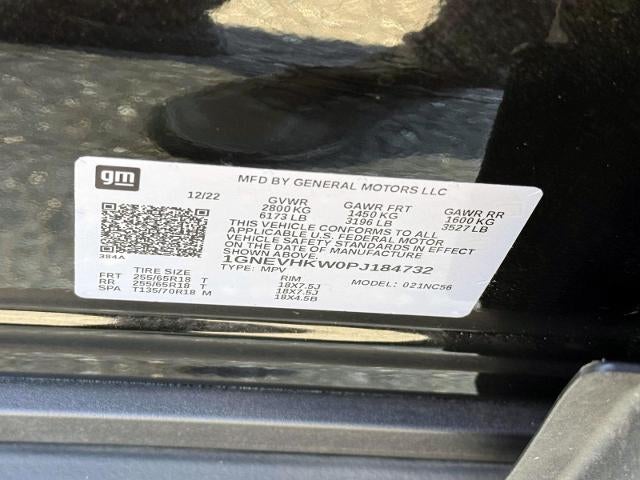 gm
MFD BY GENERAL MOTORS LLC
12/22
GVWR GAWR FRT GAWR RR
2800 KG 1450 KG 1600 KG
6173 LB 3196 LB 3527 LB
THIS VEHICLE CONFORMS TO ALL
APPLICABLE U.S. FEDERAL MOTOR
VEHICLE SAFETY STANDARDS IN EFFECT
ON THE DATE OF MANUFACTURE
384A
1GNEVHKW0PJ184732
TYPE: MPV MODEL: 021NC56
TIRE SIZE RIM
FRT 255/65R18 T 18X7.5J
RR 255/65R18 T 18X7.5J
SPA T135/70R18 M 18X4.5B